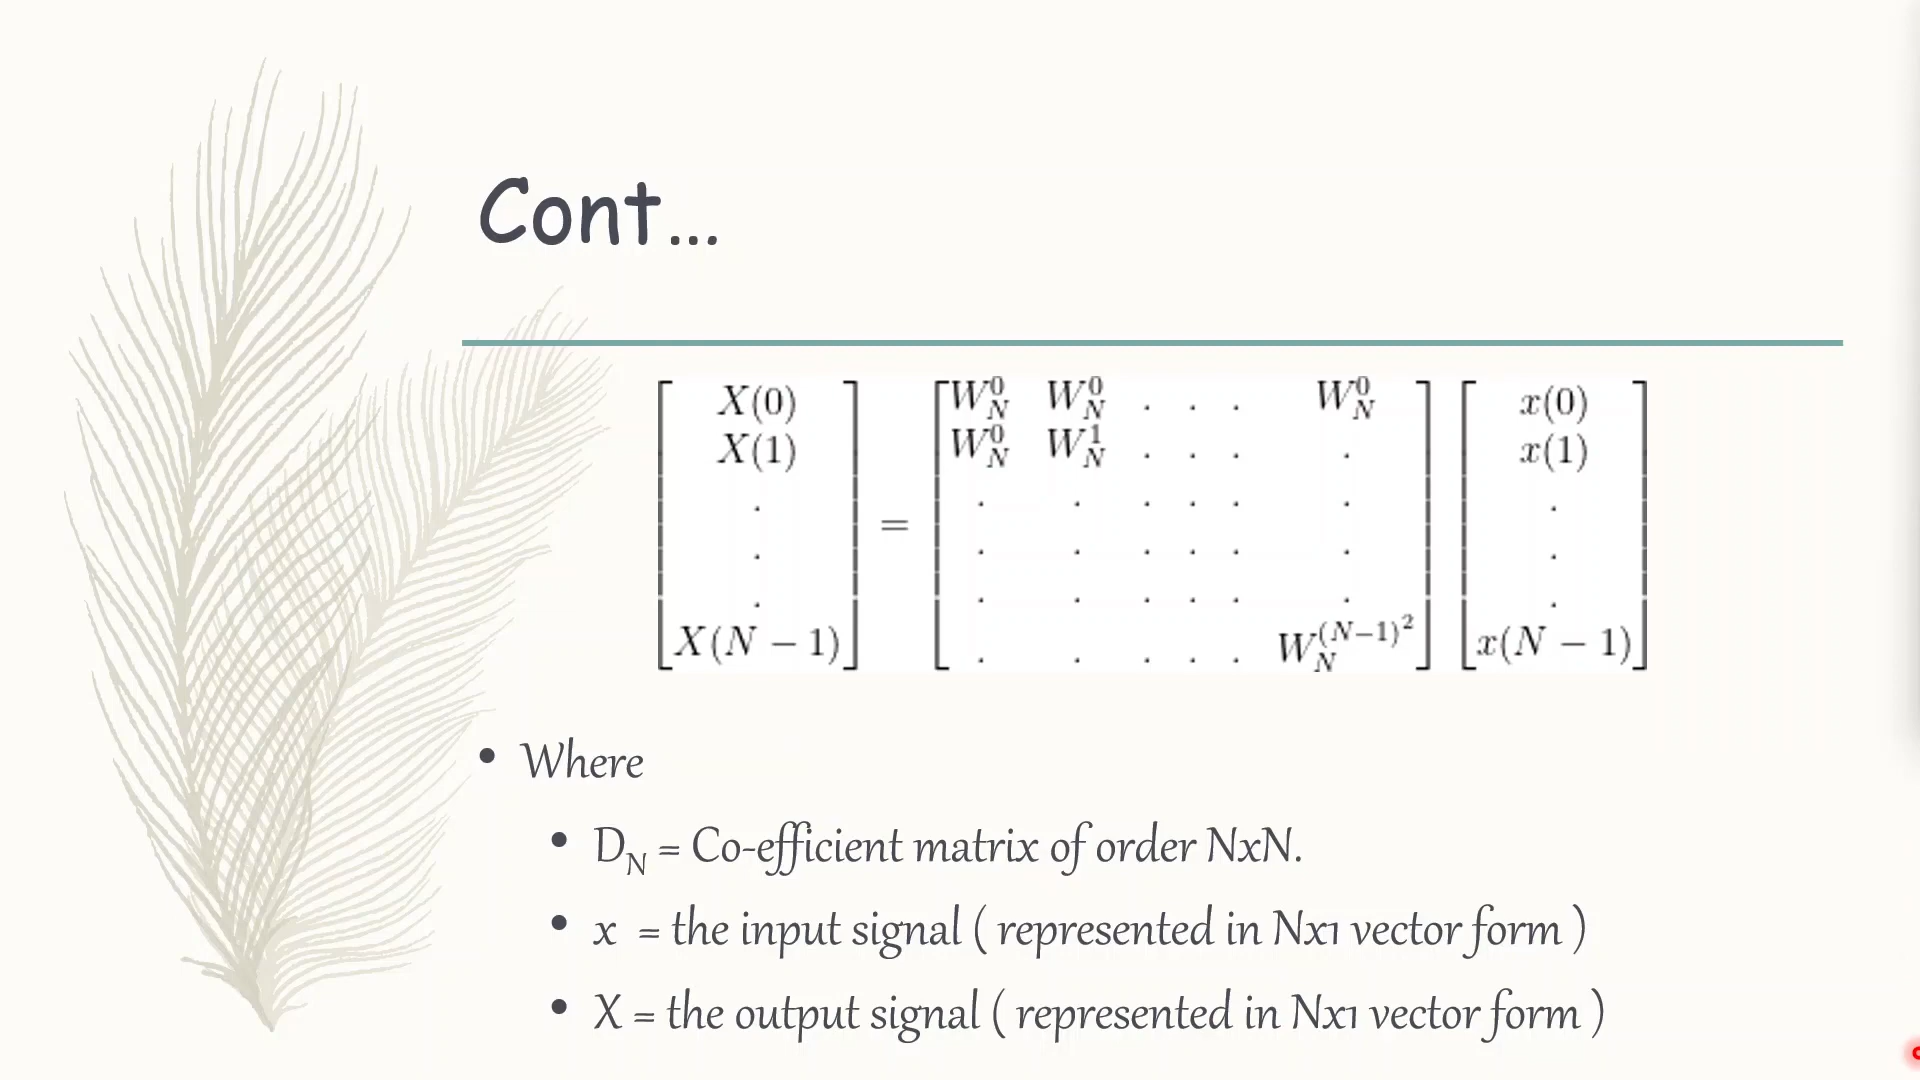 Cont...
X(0) W_N^0 W_N^0 . . . W_N^0 x(0)
X(1) W_N^0 W_N^1 . . . . x(1)
. . . . . . . .
= 
. . . . . . . .
. . . . . . . .
X(N − 1) . . . . . W_N^{(N−1)^2} x(N − 1)
• Where
• D_N = Co-efficient matrix of order NxN.
• x = the input signal ( represented in Nx1 vector form )
• X = the output signal ( represented in Nx1 vector form )